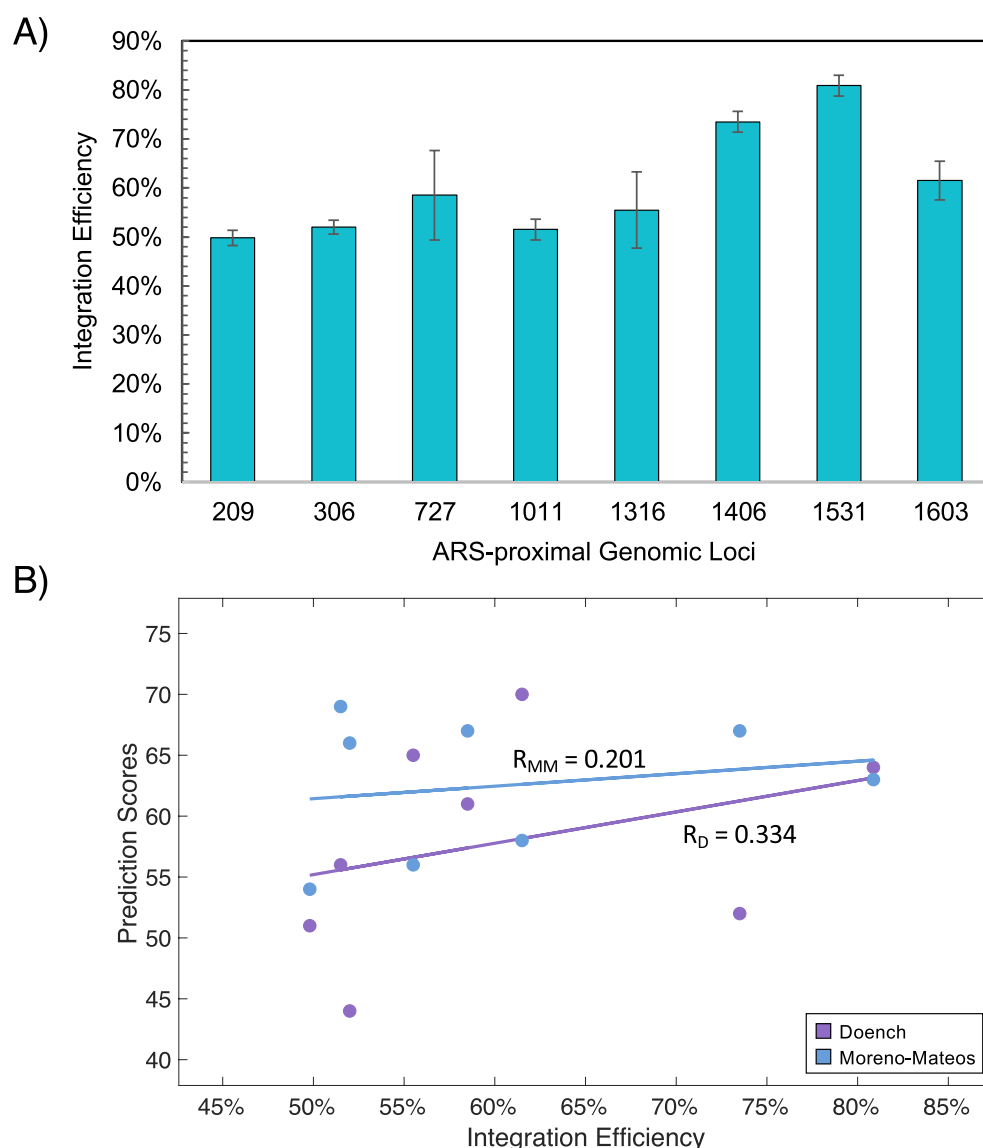 A)
90%
80%
70%
60%
50%
40%
30%
20%
10%
0%
Integration Efficiency
209 306 727 1011 1316 1406 1531 1603
ARS-proximal Genomic Loci
B)
75
70
65
60
55
50
45
40
Prediction Scores
RMM = 0.201
RD = 0.334
Doench
Moreno-Mateos
45% 50% 55% 60% 65% 70% 75% 80% 85%
Integration Efficiency